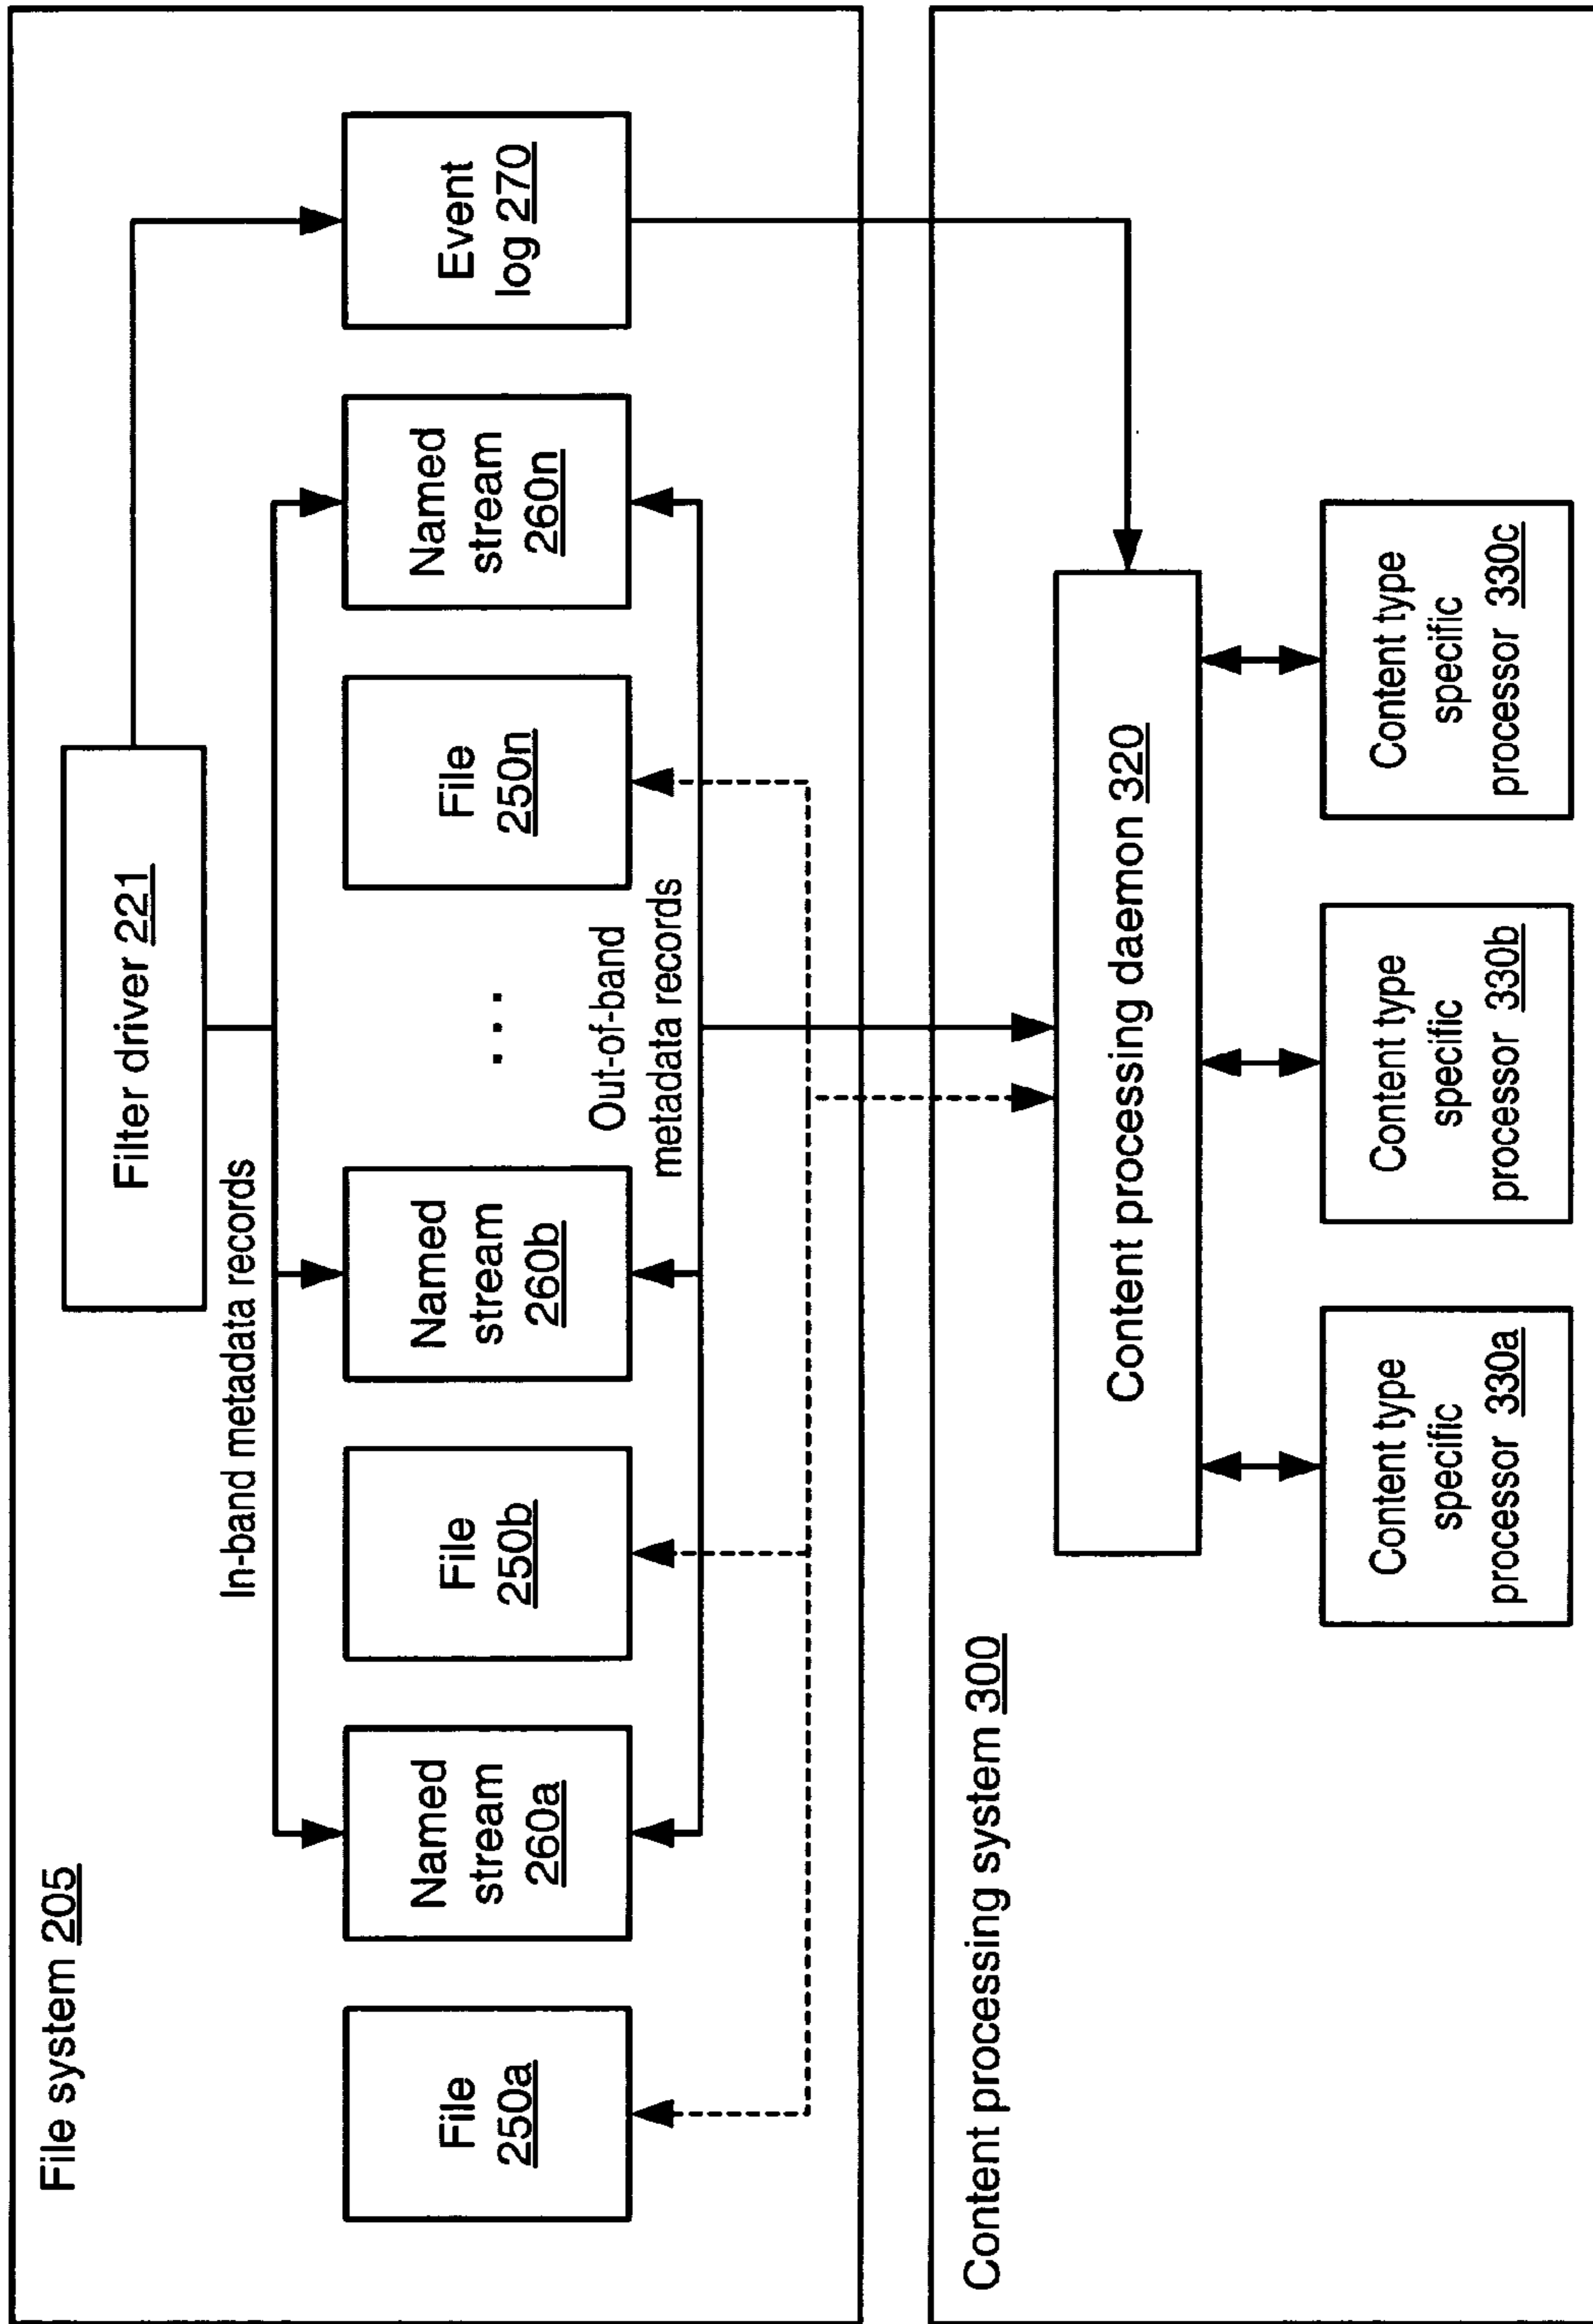 File system 205
Filter driver 221
In-band metadata records
File
250a
Named
stream
260a
File
250b
Named
stream
260b
. . .
File
250n
Named
stream
260n
Event
log 270
Out-of-band
metadata records
Content processing system 300
Content processing daemon 320
Content type
specific
processor 330a
Content type
specific
processor 330b
Content type
specific
processor 330c